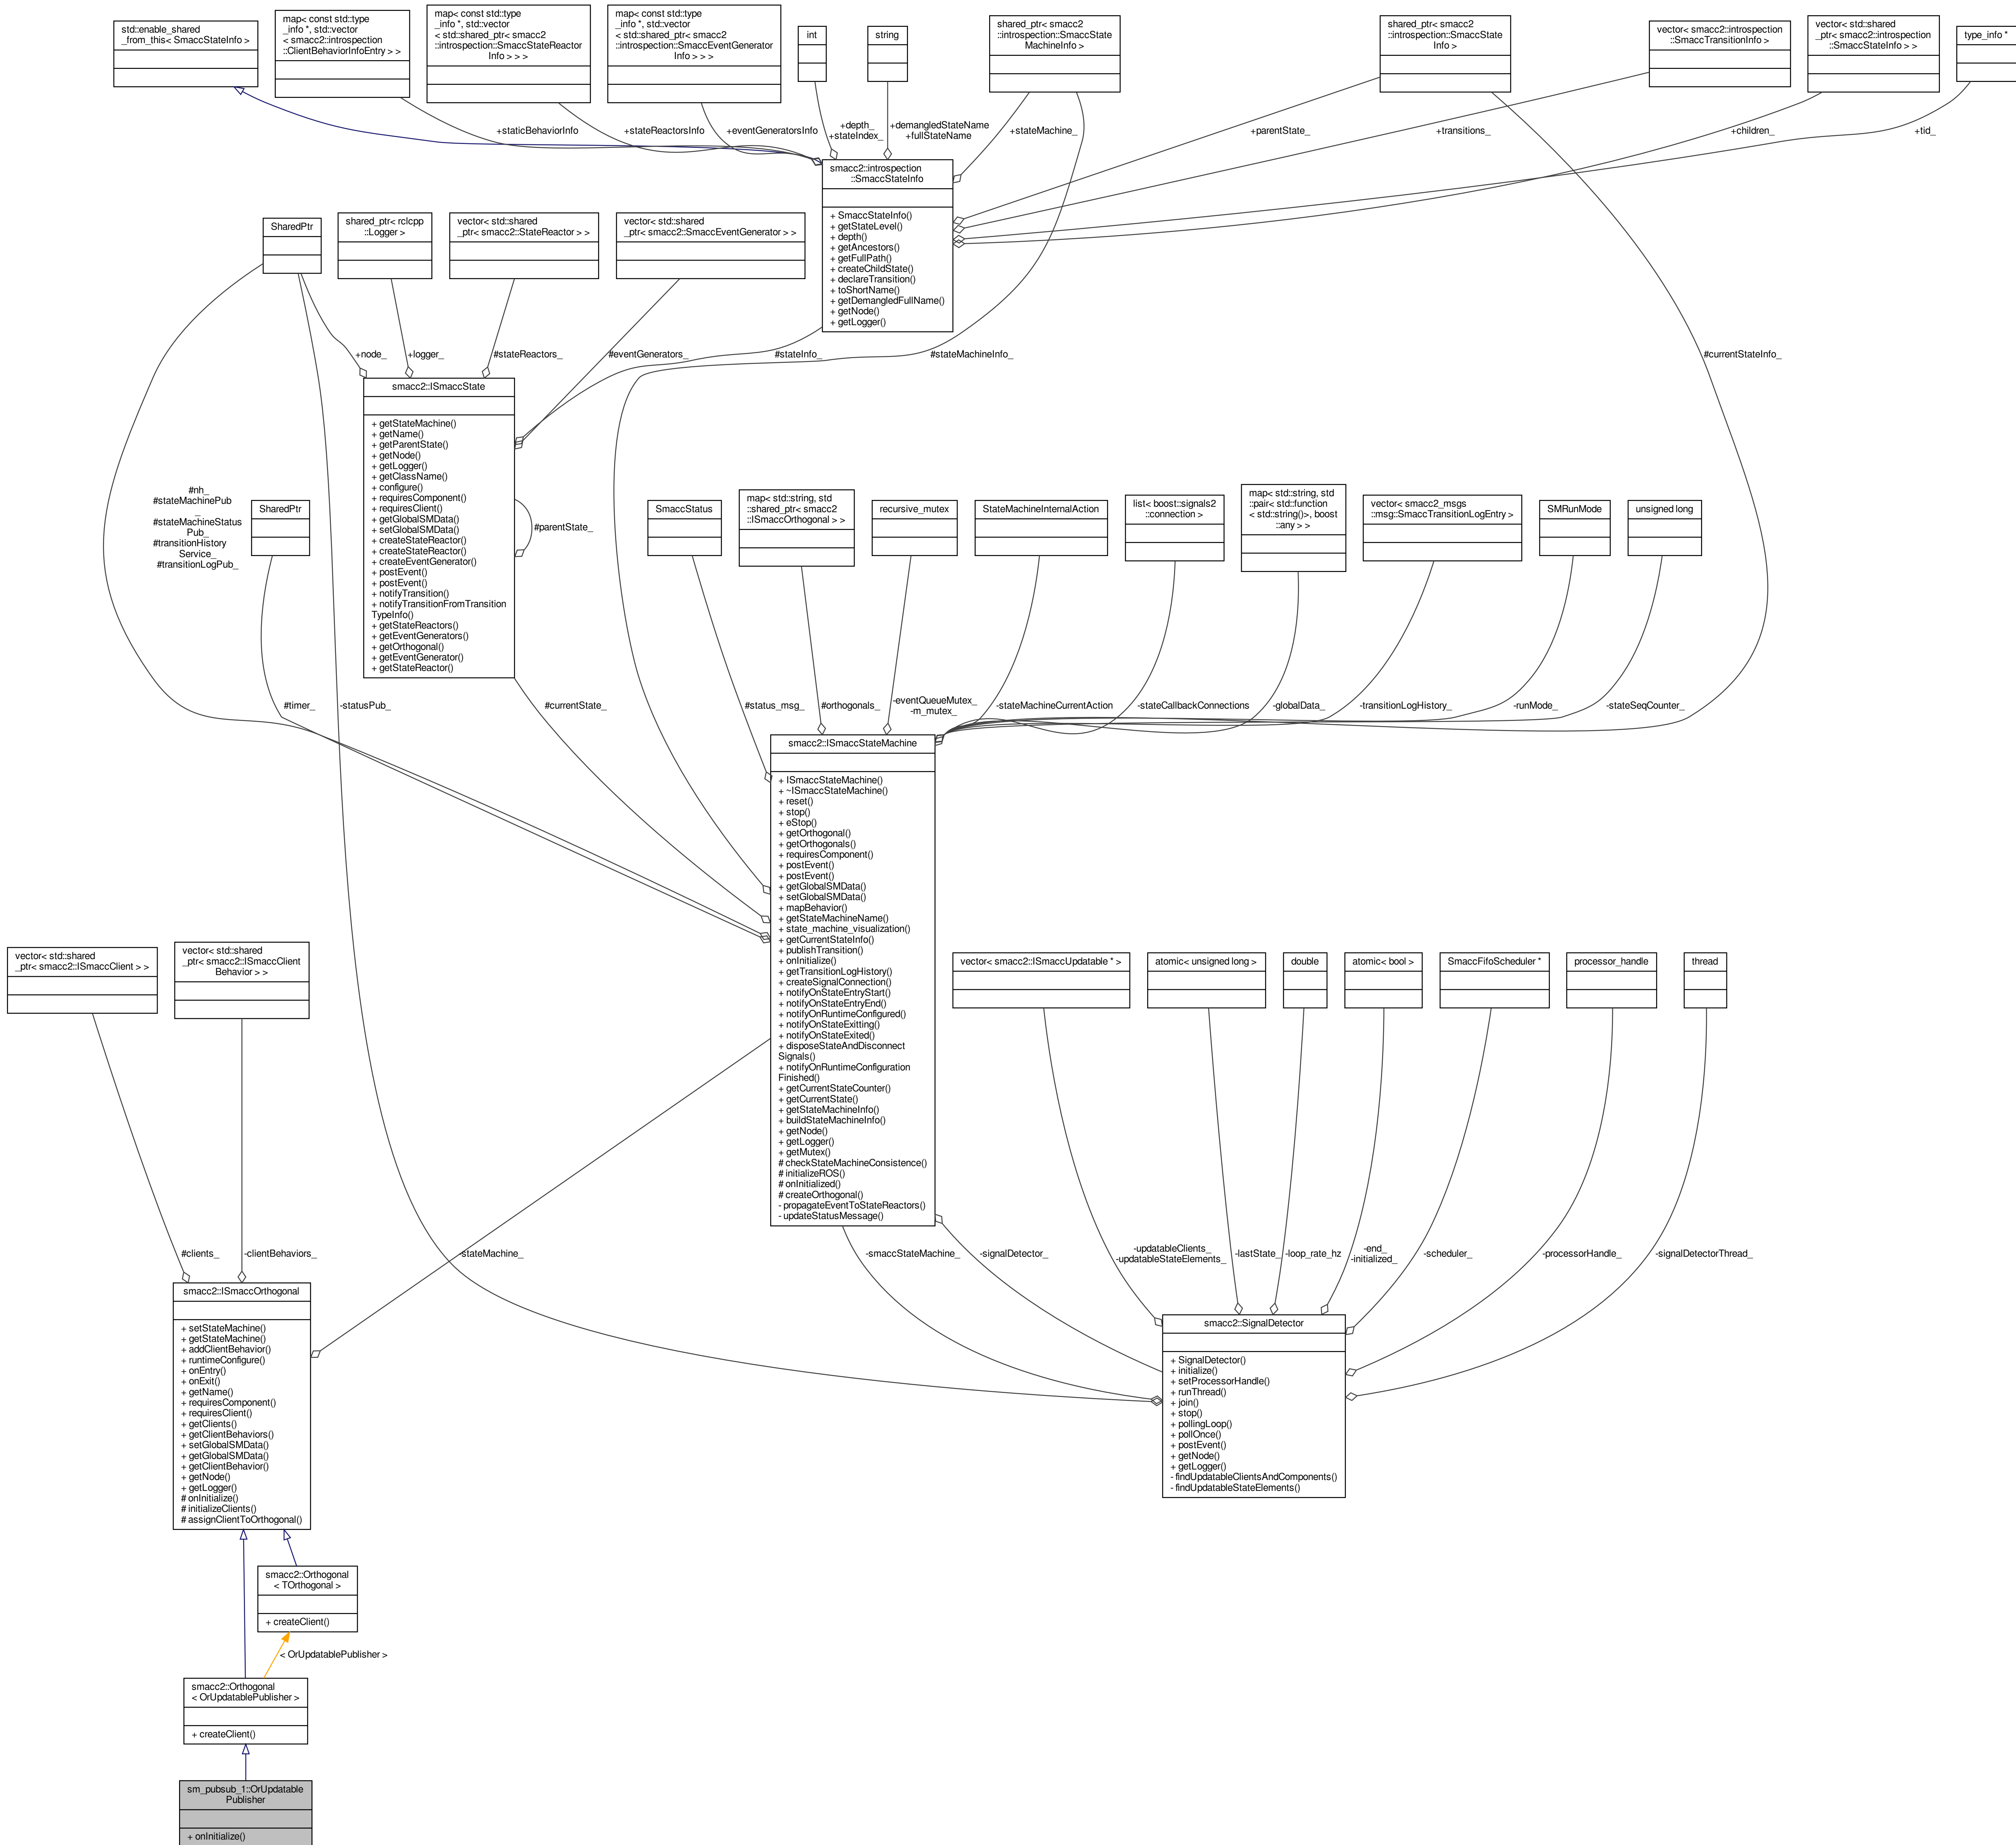 std::enable_shared
_from_this< SmaccStateInfo >
map< const std::type
_info *, std::vector
< smacc2::introspection
::ClientBehaviorInfoEntry > >
map< const std::type
_info *, std::vector
< std::shared_ptr< smacc2
::introspection::SmaccStateReactor
Info > > >
map< const std::type
_info *, std::vector
< std::shared_ptr< smacc2
::introspection::SmaccEventGenerator
Info > > >
int
string
shared_ptr< smacc2
::introspection::SmaccState
MachineInfo >
shared_ptr< smacc2
::introspection::SmaccState
Info >
vector< smacc2::introspection
::SmaccTransitionInfo >
vector< std::shared
_ptr< smacc2::introspection
::SmaccStateInfo > >
type_info *
+staticBehaviorInfo
+stateReactorsInfo
+eventGeneratorsInfo
+depth_
+stateIndex_
+demangledStateName
+fullStateName
+stateMachine_
+parentState_
+transitions_
+children_
+tid_
smacc2::introspection
::SmaccStateInfo
+ SmaccStateInfo()
+ getStateLevel()
+ depth()
+ getAncestors()
+ getFullPath()
+ createChildState()
+ declareTransition()
+ toShortName()
+ getDemangledFullName()
+ getNode()
+ getLogger()
SharedPtr
shared_ptr< rclcpp
::Logger >
vector< std::shared
_ptr< smacc2::StateReactor > >
vector< std::shared
_ptr< smacc2::SmaccEventGenerator > >
+node_
+logger_
#stateReactors_
#eventGenerators_
#stateInfo_
#stateMachineInfo_
#currentStateInfo_
smacc2::ISmaccState
+ getStateMachine()
+ getName()
+ getParentState()
+ getNode()
+ getLogger()
+ getClassName()
+ configure()
+ requiresComponent()
+ requiresClient()
+ getGlobalSMData()
+ setGlobalSMData()
+ createStateReactor()
+ createStateReactor()
+ createEventGenerator()
+ postEvent()
+ postEvent()
+ notifyTransition()
+ notifyTransitionFromTransition
TypeInfo()
+ getStateReactors()
+ getEventGenerators()
+ getOrthogonal()
+ getEventGenerator()
+ getStateReactor()
#parentState_
#nh_
#stateMachinePub
_
#stateMachineStatus
Pub_
#transitionHistory
Service_
#transitionLogPub_
SharedPtr
SmaccStatus
map< std::string, std
::shared_ptr< smacc2
::ISmaccOrthogonal > >
recursive_mutex
StateMachineInternalAction
list< boost::signals2
::connection >
map< std::string, std
::pair< std::function
< std::string()>, boost
::any > >
vector< smacc2_msgs
::msg::SmaccTransitionLogEntry >
SMRunMode
unsigned long
#timer_
-statusPub_
#currentState_
#status_msg_
#orthogonals_
-eventQueueMutex_
-m_mutex_
-stateMachineCurrentAction
-stateCallbackConnections
-globalData_
-transitionLogHistory_
-runMode_
-stateSeqCounter_
smacc2::ISmaccStateMachine
+ ISmaccStateMachine()
+ ~ISmaccStateMachine()
+ reset()
+ stop()
+ eStop()
+ getOrthogonal()
+ getOrthogonals()
+ requiresComponent()
+ postEvent()
+ postEvent()
+ getGlobalSMData()
+ setGlobalSMData()
+ mapBehavior()
+ getStateMachineName()
+ state_machine_visualization()
+ getCurrentStateInfo()
+ publishTransition()
+ onInitialize()
+ getTransitionLogHistory()
+ createSignalConnection()
+ notifyOnStateEntryStart()
+ notifyOnStateEntryEnd()
+ notifyOnRuntimeConfigured()
+ notifyOnStateExitting()
+ notifyOnStateExited()
+ disposeStateAndDisconnect
Signals()
+ notifyOnRuntimeConfiguration
Finished()
+ getCurrentStateCounter()
+ getCurrentState()
+ getStateMachineInfo()
+ buildStateMachineInfo()
+ getNode()
+ getLogger()
+ getMutex()
# checkStateMachineConsistence()
# initializeROS()
# onInitialized()
# createOrthogonal()
- propagateEventToStateReactors()
- updateStatusMessage()
vector< std::shared
_ptr< smacc2::ISmaccClient > >
vector< std::shared
_ptr< smacc2::ISmaccClient
Behavior > >
vector< smacc2::ISmaccUpdatable * >
atomic< unsigned long >
double
atomic< bool >
SmaccFifoScheduler *
processor_handle
thread
#clients_
-clientBehaviors_
-stateMachine_
-smaccStateMachine_
-signalDetector_
-updatableClients_
-updatableStateElements_
-lastState_
-loop_rate_hz
-end_
-initialized_
-scheduler_
-processorHandle_
-signalDetectorThread_
smacc2::ISmaccOrthogonal
+ setStateMachine()
+ getStateMachine()
+ addClientBehavior()
+ runtimeConfigure()
+ onEntry()
+ onExit()
+ getName()
+ requiresComponent()
+ requiresClient()
+ getClients()
+ getClientBehaviors()
+ setGlobalSMData()
+ getGlobalSMData()
+ getClientBehavior()
+ getNode()
+ getLogger()
# onInitialize()
# initializeClients()
# assignClientToOrthogonal()
smacc2::SignalDetector
+ SignalDetector()
+ initialize()
+ setProcessorHandle()
+ runThread()
+ join()
+ stop()
+ pollingLoop()
+ pollOnce()
+ postEvent()
+ getNode()
+ getLogger()
- findUpdatableClientsAndComponents()
- findUpdatableStateElements()
smacc2::Orthogonal
< TOrthogonal >
+ createClient()
< OrUpdatablePublisher >
smacc2::Orthogonal
< OrUpdatablePublisher >
+ createClient()
sm_pubsub_1::OrUpdatable
Publisher
+ onInitialize()